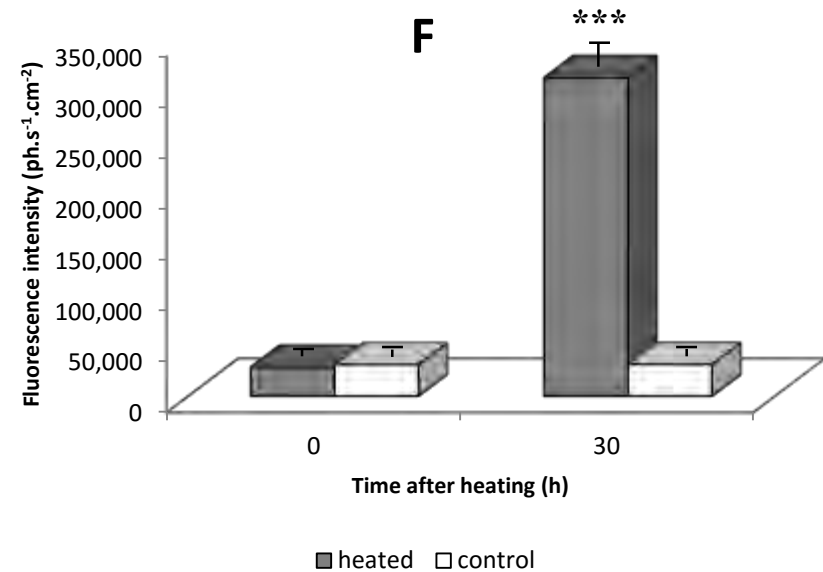 F
***
Fluorescence intensity (ph.s-1.cm-2)
350,000
300,000
250,000
200,000
150,000
100,000
50,000
0
0 30
Time after heating (h)
heated control